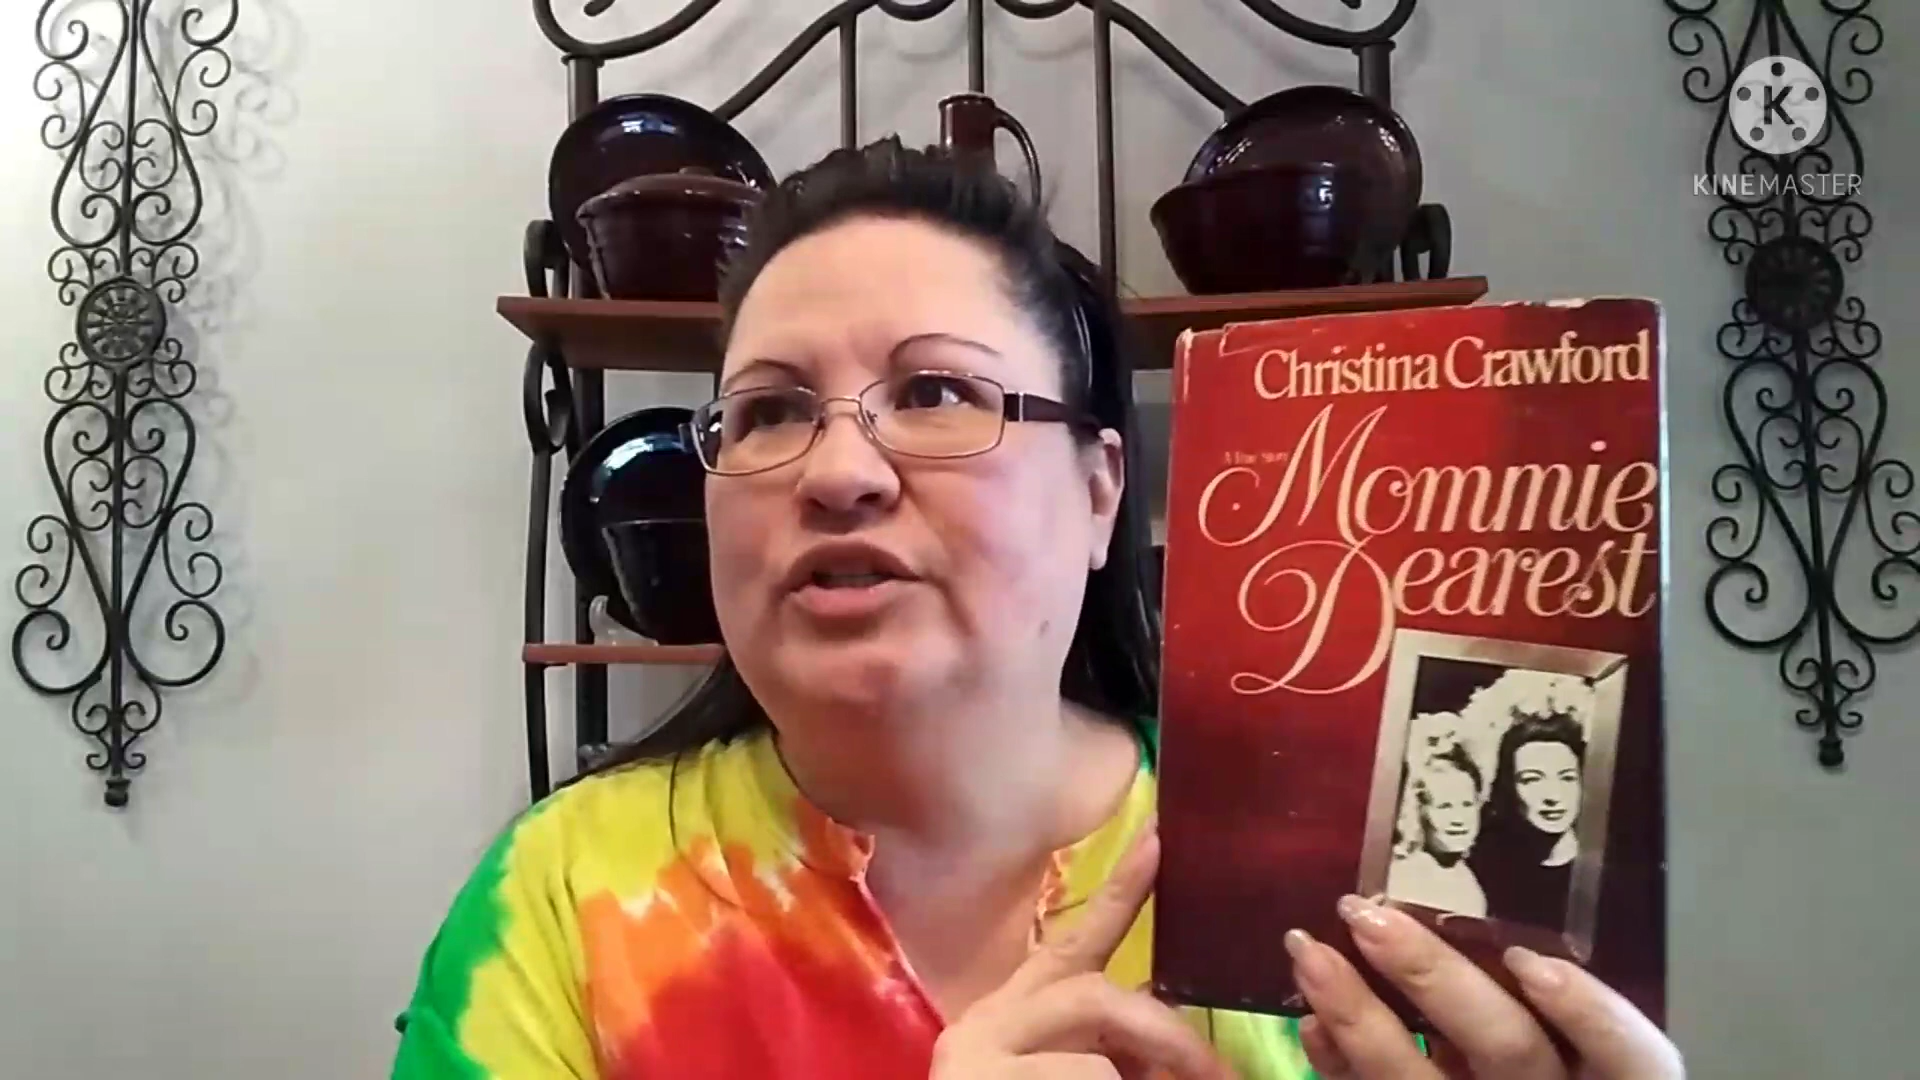 K
KINEMASTER
Christina Crawford
A True Story
Mommie
Dearest